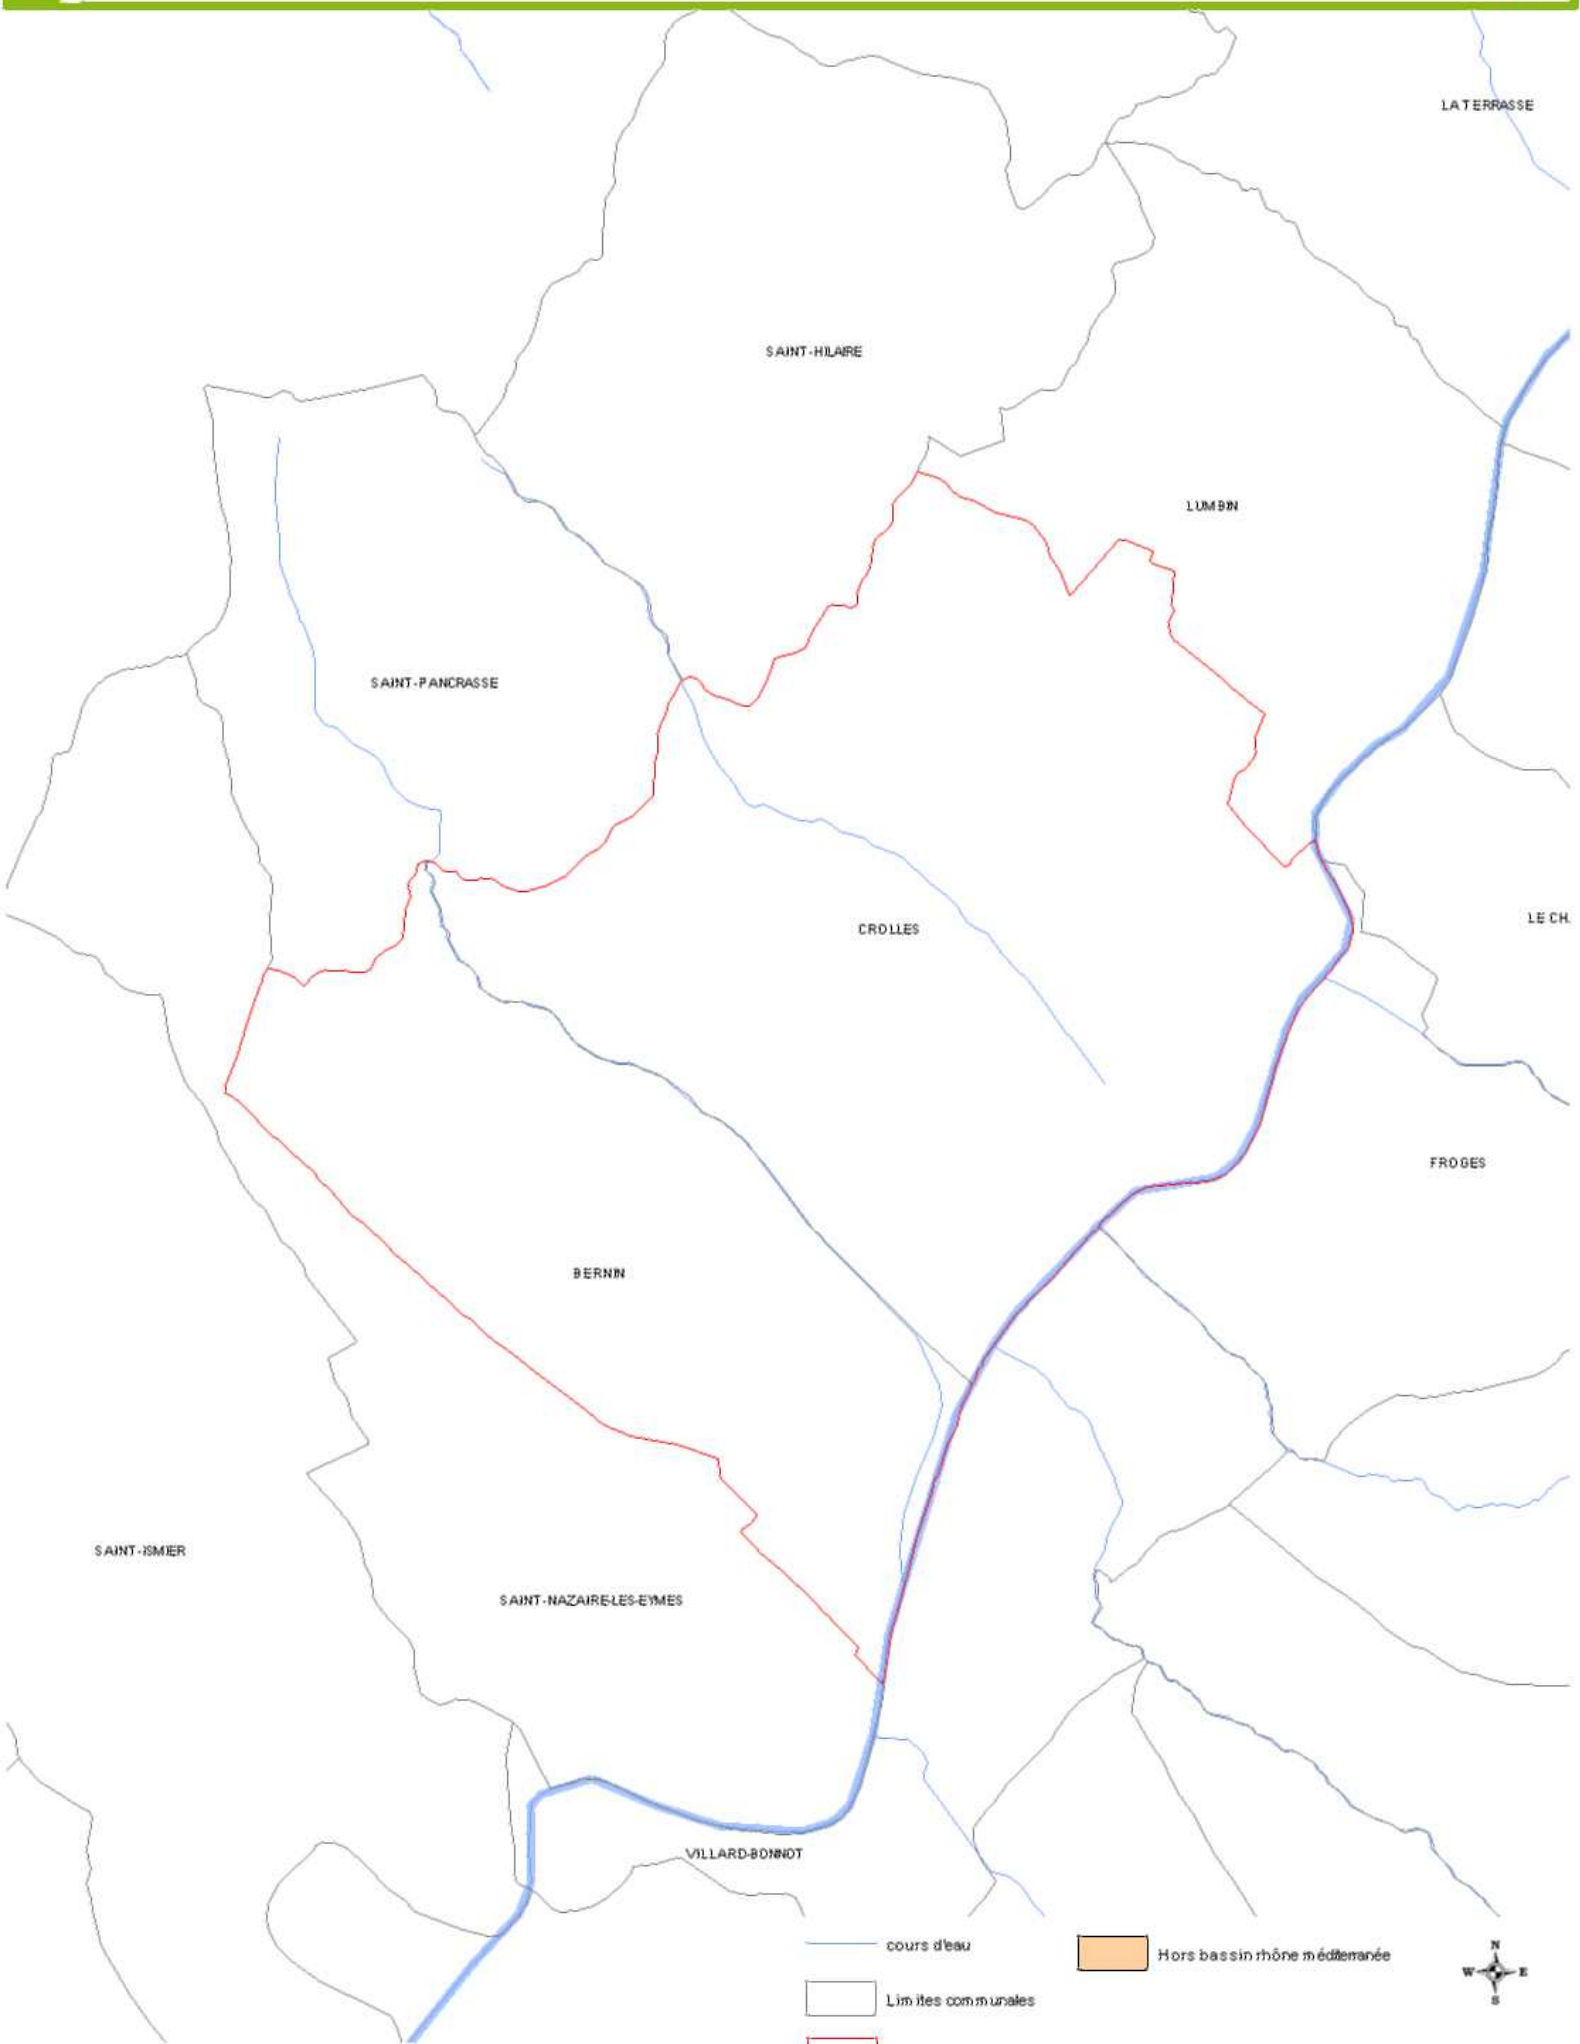 LA TERRASSE
SAINT-HILAIRE
LUMBIN
SAINT-PANCRASSE
LE CH.
CROLLES
FROGES
BERNIN
SAINT-ISMIER
SAINT-NAZAIRE-LES-EYMES
VILLARD-BONNOT
cours d'eau
Hors bassin rhône méditerranée
Limites communales
N
W E
S